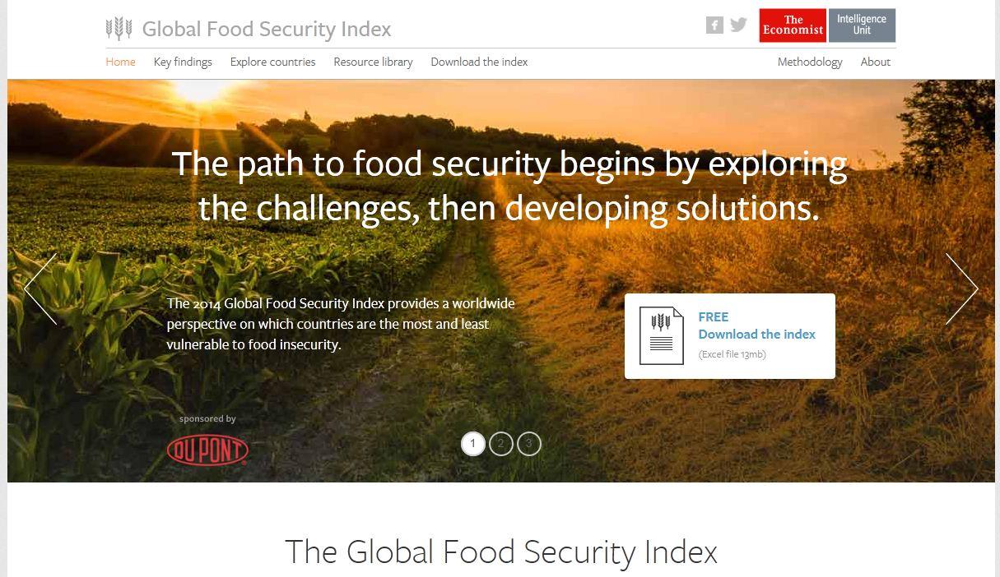 Global Food Security Index
f
The
Economist
Intelligence
Unit
Home Key findings Explore countries Resource library Download the index Methodology About
The path to food security begins by exploring
the challenges, then developing solutions.
The 2014 Global Food Security Index provides a worldwide
perspective on which countries are the most and least
vulnerable to food insecurity.
FREE
Download the index
(Excel file 13mb)
sponsored by
DU PONT®
1 2 3
The Global Food Security Index